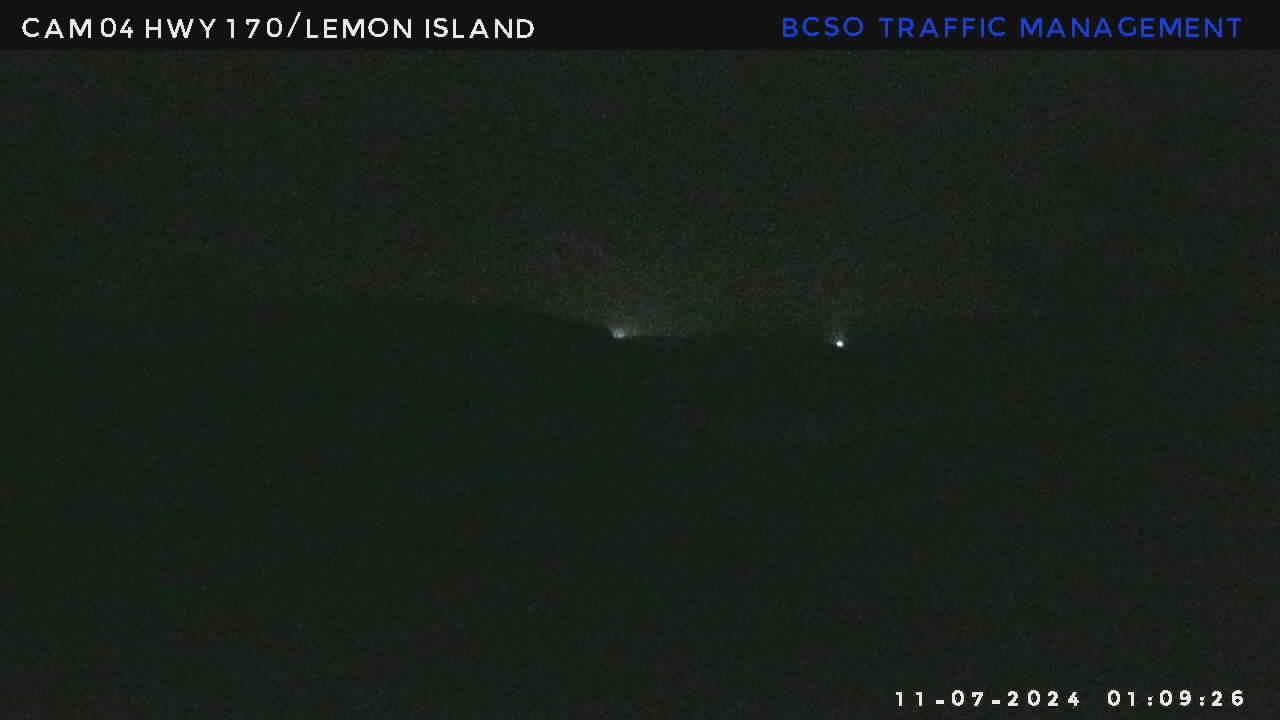 CAM 04 HWY 170/LEMON ISLAND
BCSO TRAFFIC MANAGEMENT
11-07-2024 01:09:26